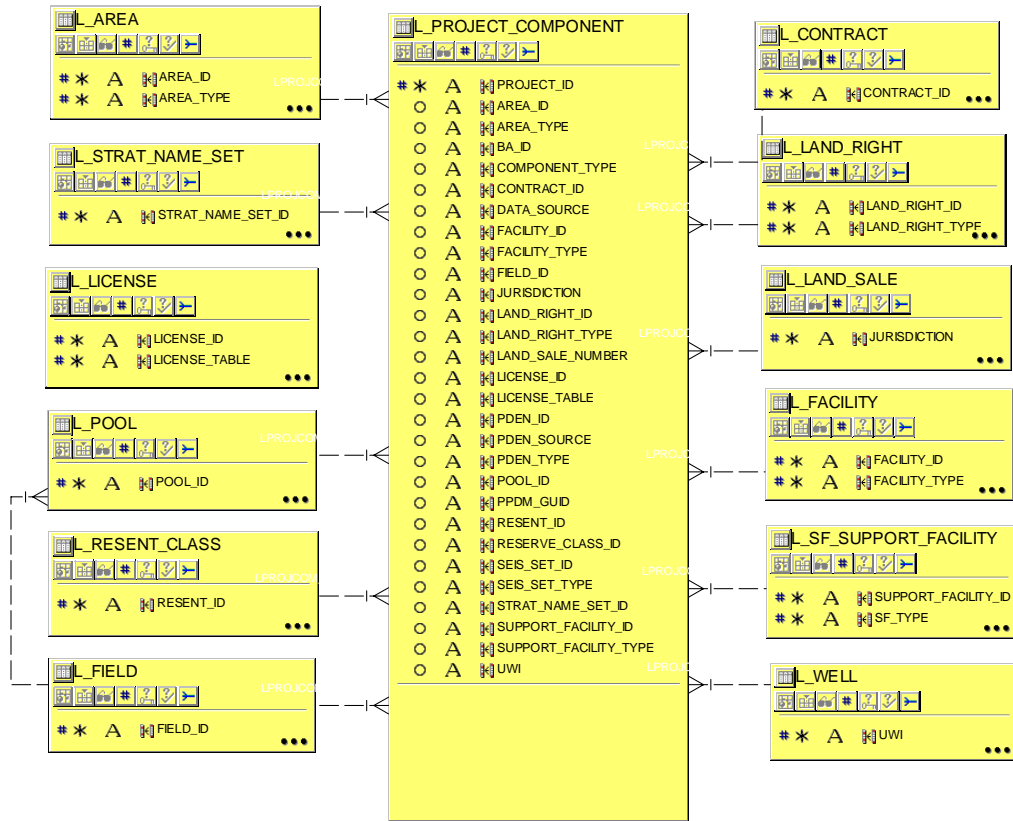 L_AREA
# * A AREA_ID
# * A AREA_TYPE
L_STRAT_NAME_SET
# * A STRAT_NAME_SET_ID
L_LICENSE
# * A LICENSE_ID
# * A LICENSE_TABLE
L_POOL
# * A POOL_ID
L_RESENT_CLASS
# * A RESENT_ID
L_FIELD
# * A FIELD_ID
L_PROJECT_COMPONENT
# * A PROJECT_ID
O A AREA_ID
O A AREA_TYPE
O A BA_ID
O A COMPONENT_TYPE
O A CONTRACT_ID
O A DATA_SOURCE
O A FACILITY_ID
O A FACILITY_TYPE
O A FIELD_ID
O A JURISDICTION
O A LAND_RIGHT_ID
O A LAND_RIGHT_TYPE
O A LAND_SALE_NUMBER
O A LICENSE_ID
O A LICENSE_TABLE
O A PDEN_ID
O A PDEN_SOURCE
O A PDEN_TYPE
O A POOL_ID
O A PPDM_GUID
O A RESENT_ID
O A RESERVE_CLASS_ID
O A SEIS_SET_ID
O A SEIS_SET_TYPE
O A STRAT_NAME_SET_ID
O A SUPPORT_FACILITY_ID
O A SUPPORT_FACILITY_TYPE
O A UWI
L_CONTRACT
# * A CONTRACT_ID
L_LAND_RIGHT
# * A LAND_RIGHT_ID
# * A LAND_RIGHT_TYPE
L_LAND_SALE
# * A JURISDICTION
L_FACILITY
# * A FACILITY_ID
# * A FACILITY_TYPE
L_SF_SUPPORT_FACILITY
# * A SUPPORT_FACILITY_ID
# * A SF_TYPE
L_WELL
# * A UWI